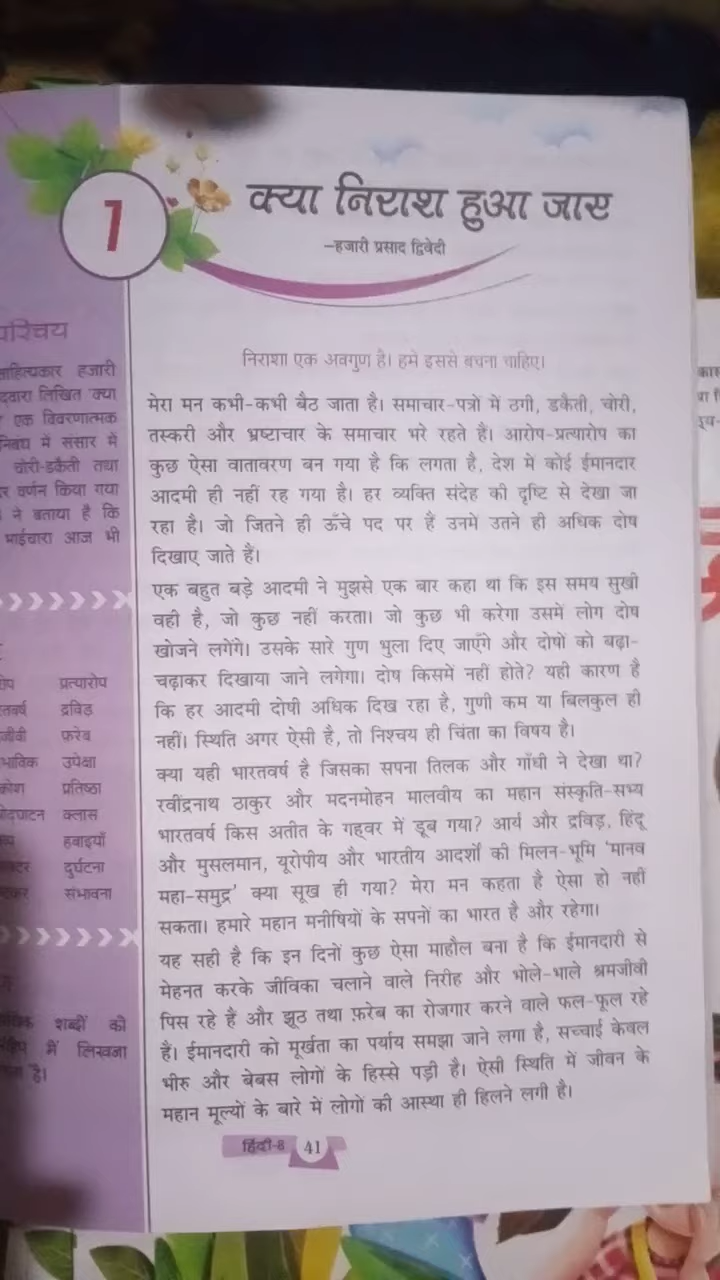 1
क्या निराश हुआ जाए
–हजारी प्रसाद द्विवेदी
निराशा एक अवगुण है। हमे इससे बचना चाहिए।
मेरा मन कभी-कभी बैठ जाता है। समाचार-पत्रों में ठगी, डकैती, चोरी,
तस्करी और भ्रष्टाचार के समाचार भरे रहते हैं। आरोप-प्रत्यारोप का
कुछ ऐसा वातावरण बन गया है कि लगता है, देश में कोई ईमानदार
आदमी ही नहीं रह गया है। हर व्यक्ति संदेह की दृष्टि से देखा जा
रहा है। जो जितने ही ऊँचे पद पर हैं उनमें उतने ही अधिक दोष
दिखाए जाते हैं।
एक बहुत बड़े आदमी ने मुझसे एक बार कहा था कि इस समय सुखी
वही है, जो कुछ नहीं करता। जो कुछ भी करेगा उसमें लोग दोष
खोजने लगेंगे। उसके सारे गुण भुला दिए जाएँगे और दोषों को बढ़ा-
चढ़ाकर दिखाया जाने लगेगा। दोष किसमें नहीं होते? यही कारण है
कि हर आदमी दोषी अधिक दिख रहा है, गुणी कम या बिलकुल ही
नहीं। स्थिति अगर ऐसी है, तो निश्चय ही चिंता का विषय है।
क्या यही भारतवर्ष है जिसका सपना तिलक और गाँधी ने देखा था?
रवींद्रनाथ ठाकुर और मदनमोहन मालवीय का महान संस्कृति-सभ्य
भारतवर्ष किस अतीत के गह्वर में डूब गया? आर्य और द्रविड़, हिंदू
और मुसलमान, यूरोपीय और भारतीय आदर्शों की मिलन-भूमि 'मानव
महा-समुद्र' क्या सूख ही गया? मेरा मन कहता है ऐसा हो नहीं
सकता। हमारे महान मनीषियों के सपनों का भारत है और रहेगा।
यह सही है कि इन दिनों कुछ ऐसा माहौल बना है कि ईमानदारी से
मेहनत करके जीविका चलाने वाले निरीह और भोले-भाले श्रमजीवी
पिस रहे हैं और झूठ तथा फ़रेब का रोजगार करने वाले फल-फूल रहे
हैं। ईमानदारी को मूर्खता का पर्याय समझा जाने लगा है, सच्चाई केवल
भीरु और बेबस लोगों के हिस्से पड़ी है। ऐसी स्थिति में जीवन के
महान मूल्यों के बारे में लोगों की आस्था ही हिलने लगी है।
हिंदी-8 41
परिचय
साहित्यकार हजारी
लिखित 'क्या
एक विवरणात्मक
निबंध में संसार में
चोरी-डकैती तथा
वर्णन किया गया
ने बताया है कि
भाईचारा आज भी
प्रत्यारोप
द्रविड़
फरेब
उपेक्षा
प्रतिष्ठा
क्लास
हवाइयाँ
दुर्घटना
संभावना
शब्दों को
में लिखना
है।